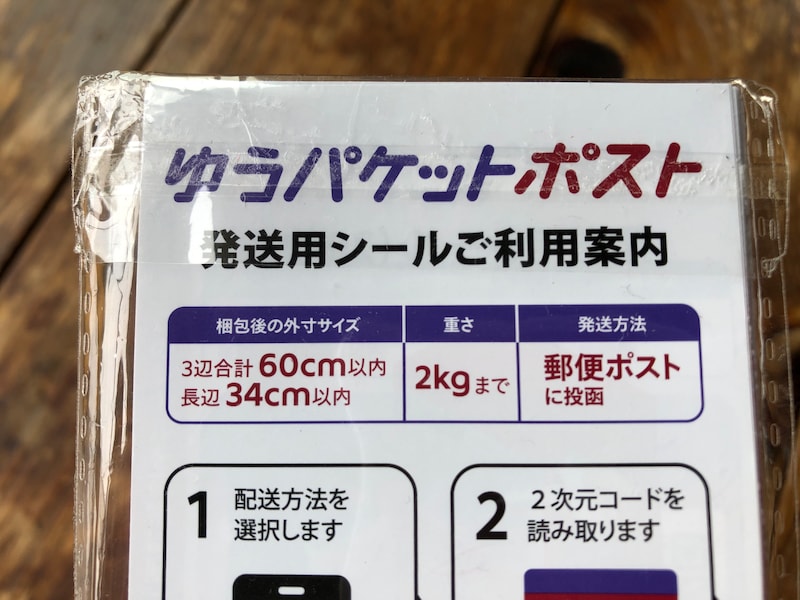 ゆうパケットポスト
発送用シールご利用案内
梱包後の外寸サイズ 重さ 発送方法
3辺合計 60cm以内
長辺 34cm以内
2kgまで
郵便ポスト
に投函
1 配送方法を
選択します
2 2次元コードを
読み取ります